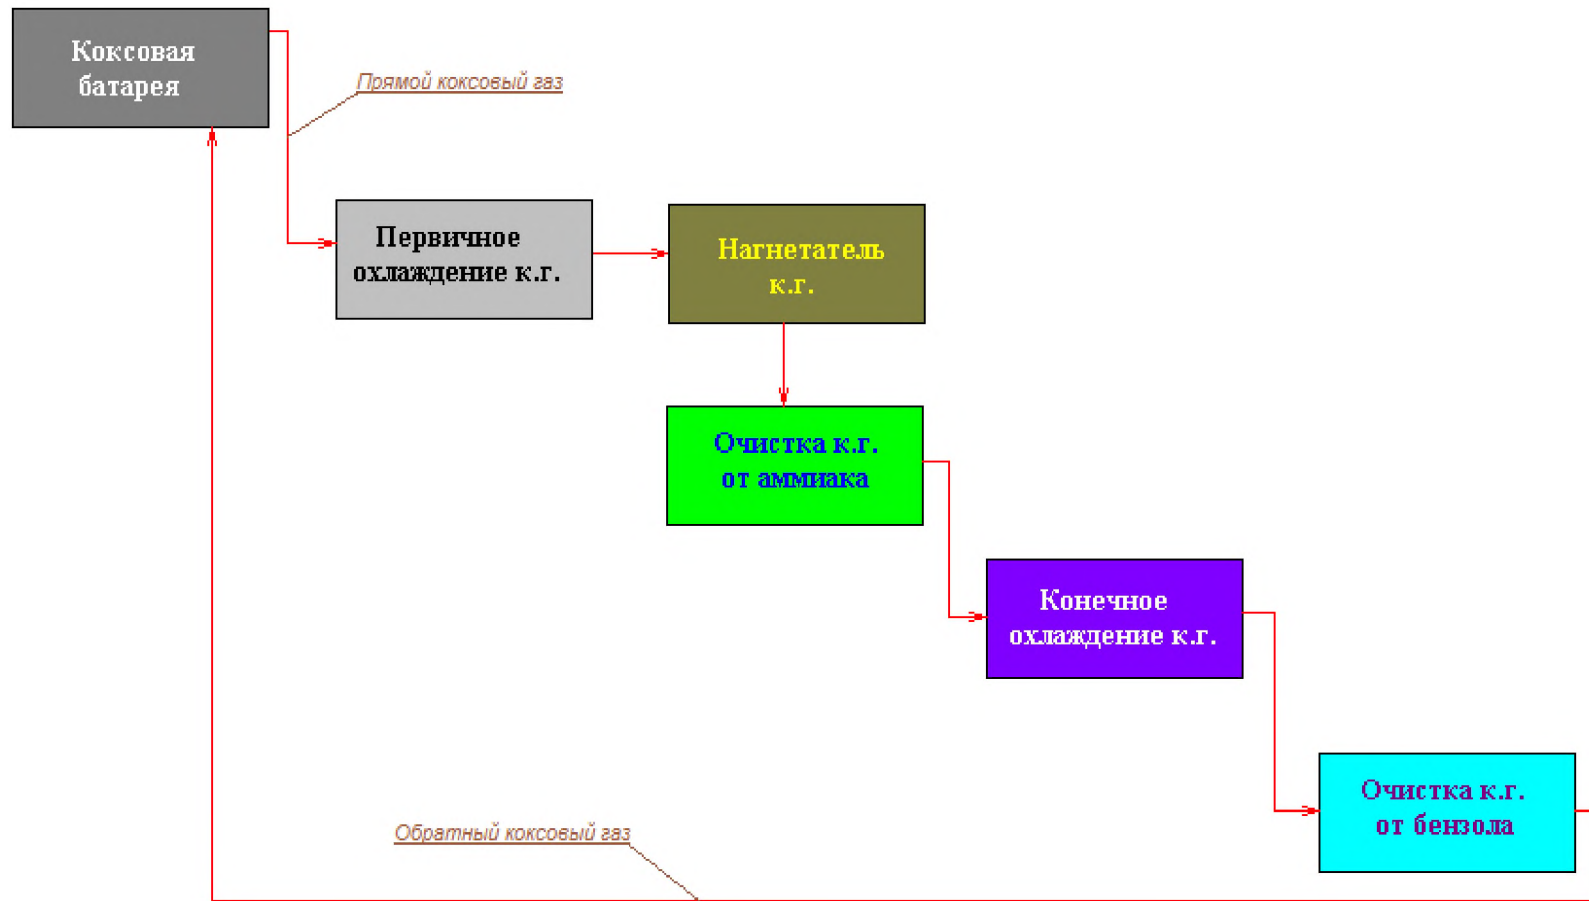 Коксовая
батарея
Прямой коксовый газ
Первичное
охлаждение к.г.
Нагнетатель
к.г.
Очистка к.г.
от аммиака
Конечное
охлаждение к.г.
Очистка к.г.
от бензола
Обратный коксовый газ